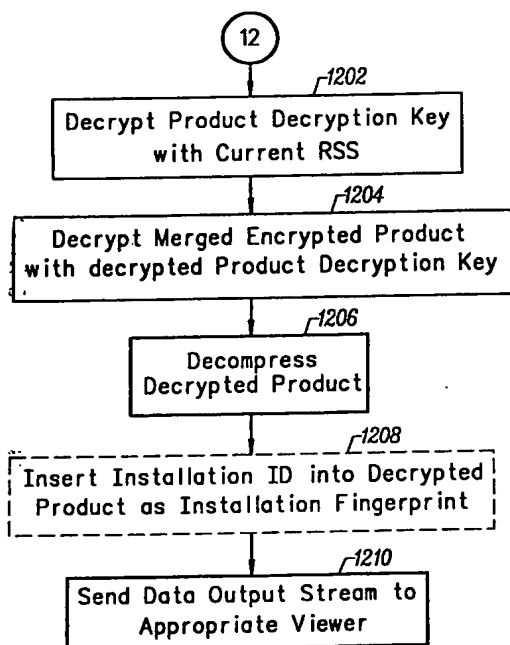 12
1202
Decrypt Product Decryption Key
with Current RSS
1204
Decrypt Merged Encrypted Product
with decrypted Product Decryption Key
1206
Decompress
Decrypted Product
1208
Insert Installation ID into Decrypted
Product as Installation Fingerprint
1210
Send Data Output Stream to
Appropriate Viewer